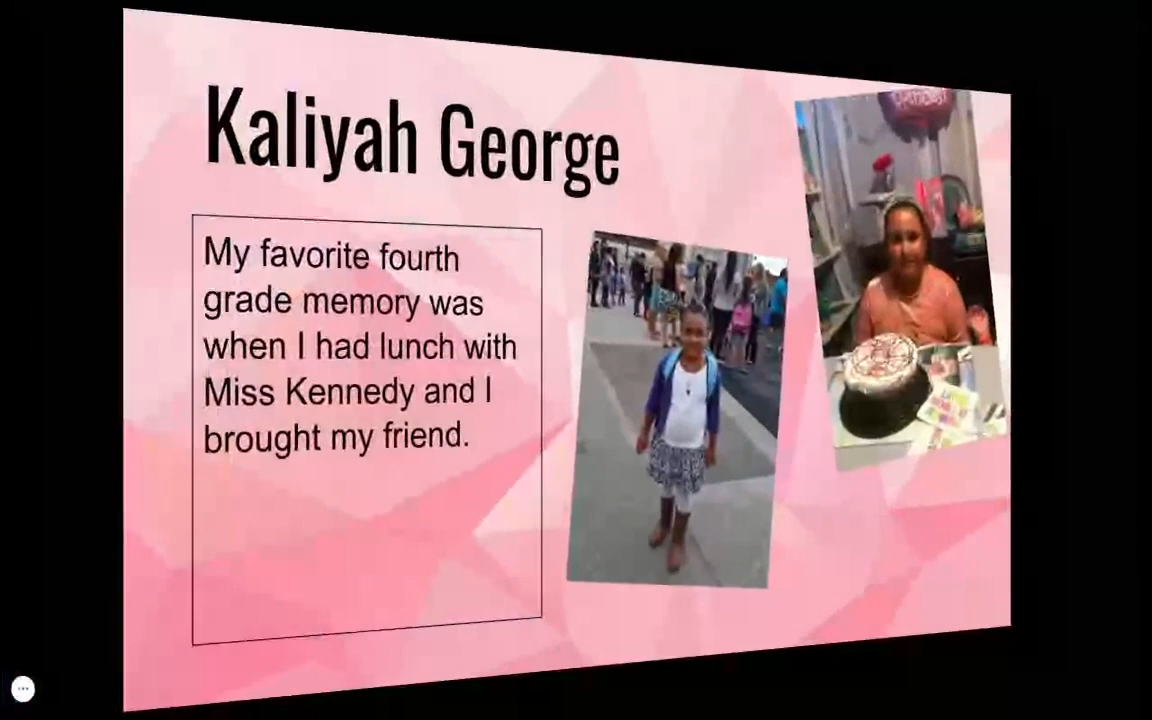 Kaliyah George
My favorite fourth
grade memory was
when I had lunch with
Miss Kennedy and I
brought my friend.